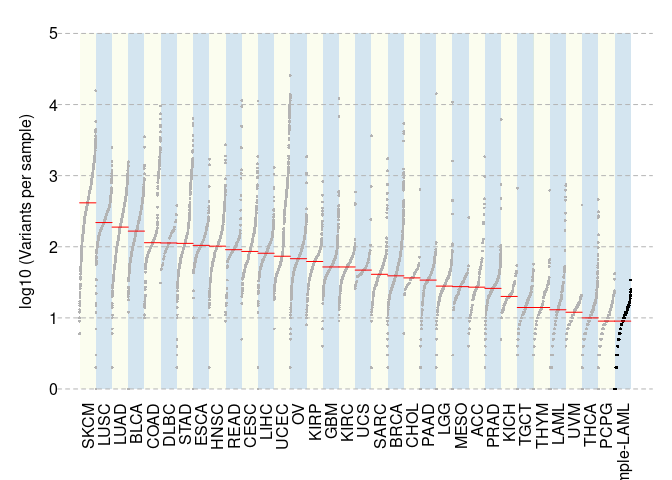 log10 (Variants per sample)
5
4
3
2
1
0
SKCM
LUSC
LUAD
BLCA
COAD
DLBC
STAD
ESCA
HNSC
READ
CESC
LIHC
UCEC
OV
KIRP
GBM
KIRC
UCS
SARC
BRCA
CHOL
PAAD
LGG
MESO
ACC
PRAD
KICH
TGCT
THYM
LAML
UVM
THCA
PCPG
mple-LAML